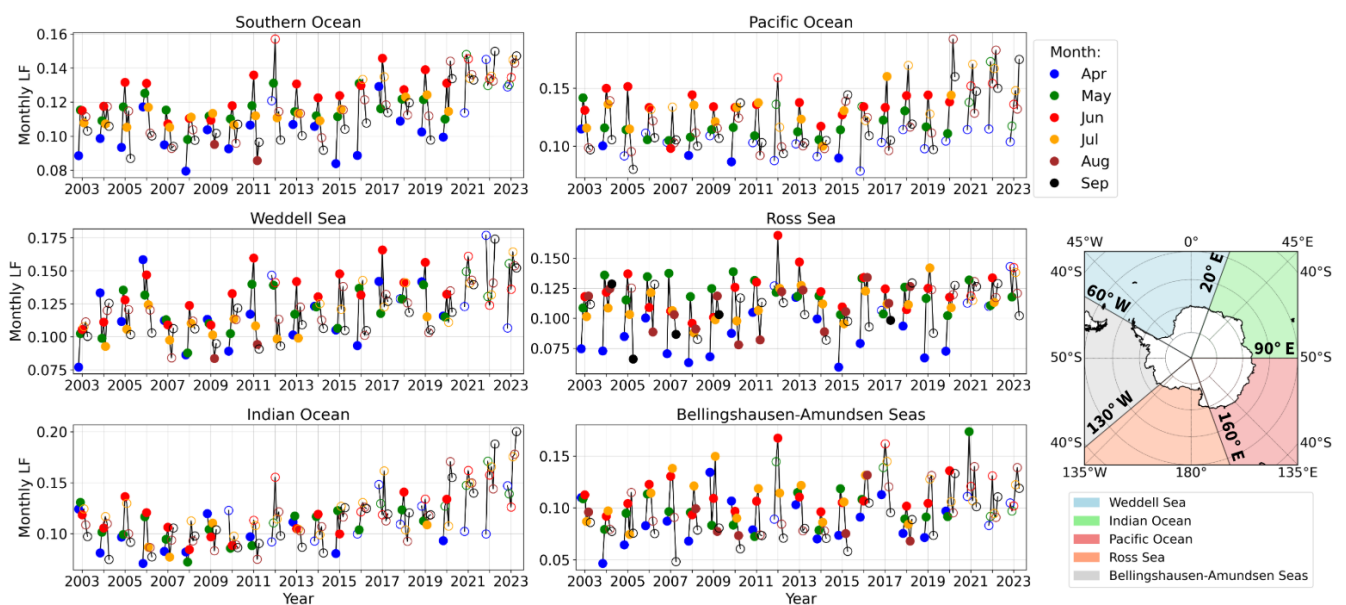 Southern Ocean
Monthly LF
0.16
0.14
0.12
0.10
0.08
2003 2005 2007 2009 2011 2013 2015 2017 2019 2021 2023
Pacific Ocean
0.15
0.10
2003 2005 2007 2009 2011 2013 2015 2017 2019 2021 2023
Month:
Apr
May
Jun
Jul
Aug
Sep
Weddell Sea
Monthly LF
0.175
0.150
0.125
0.100
0.075
2003 2005 2007 2009 2011 2013 2015 2017 2019 2021 2023
Ross Sea
0.150
0.125
0.100
0.075
2003 2005 2007 2009 2011 2013 2015 2017 2019 2021 2023
Indian Ocean
Monthly LF
0.20
0.15
0.10
2003 2005 2007 2009 2011 2013 2015 2017 2019 2021 2023
Year
Bellingshausen-Amundsen Seas
0.15
0.10
0.05
2003 2005 2007 2009 2011 2013 2015 2017 2019 2021 2023
Year
45°W 0° 45°E
40°S 40°S
20° E
60° W
90° E
50°S 50°S
130° W
160° E
40°S 40°S
135°W 180° 135°E
Weddell Sea
Indian Ocean
Pacific Ocean
Ross Sea
Bellingshausen-Amundsen Seas